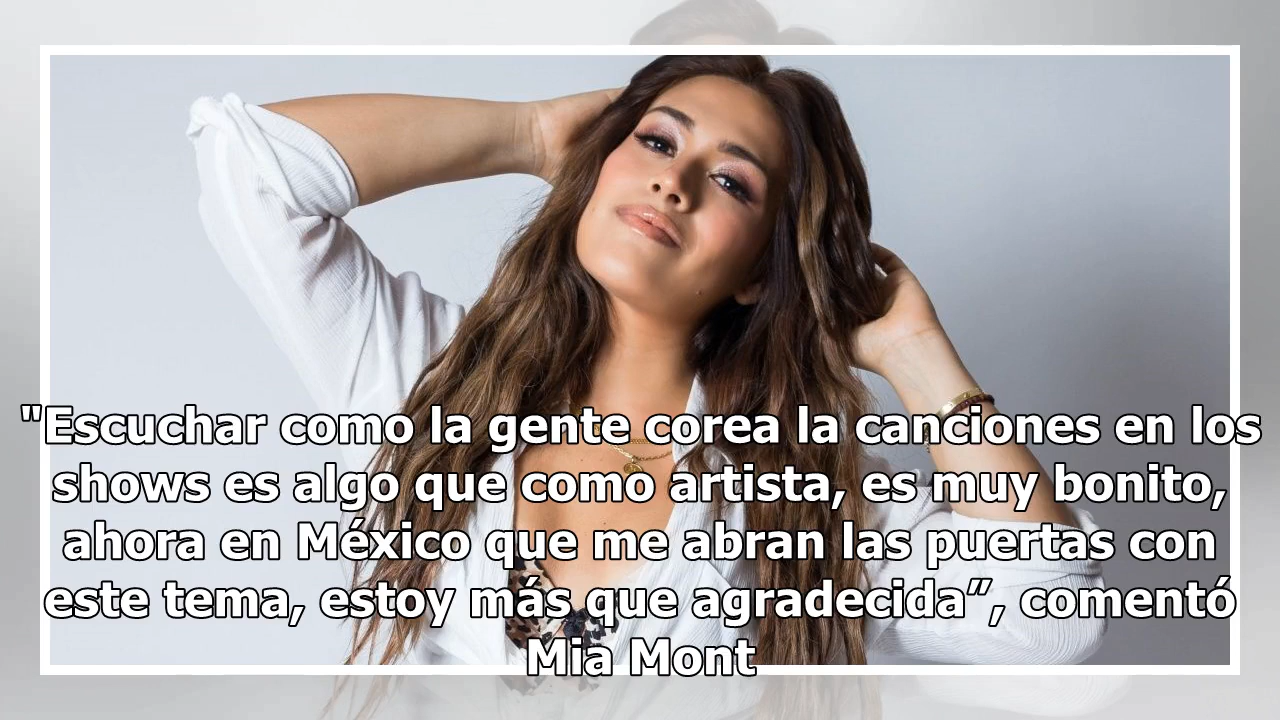 "Escuchar como la gente corea la canciones en los
shows es algo que como artista, es muy bonito,
ahora en México que me abran las puertas con
este tema, estoy más que agradecida”, comentó
Mia Mont